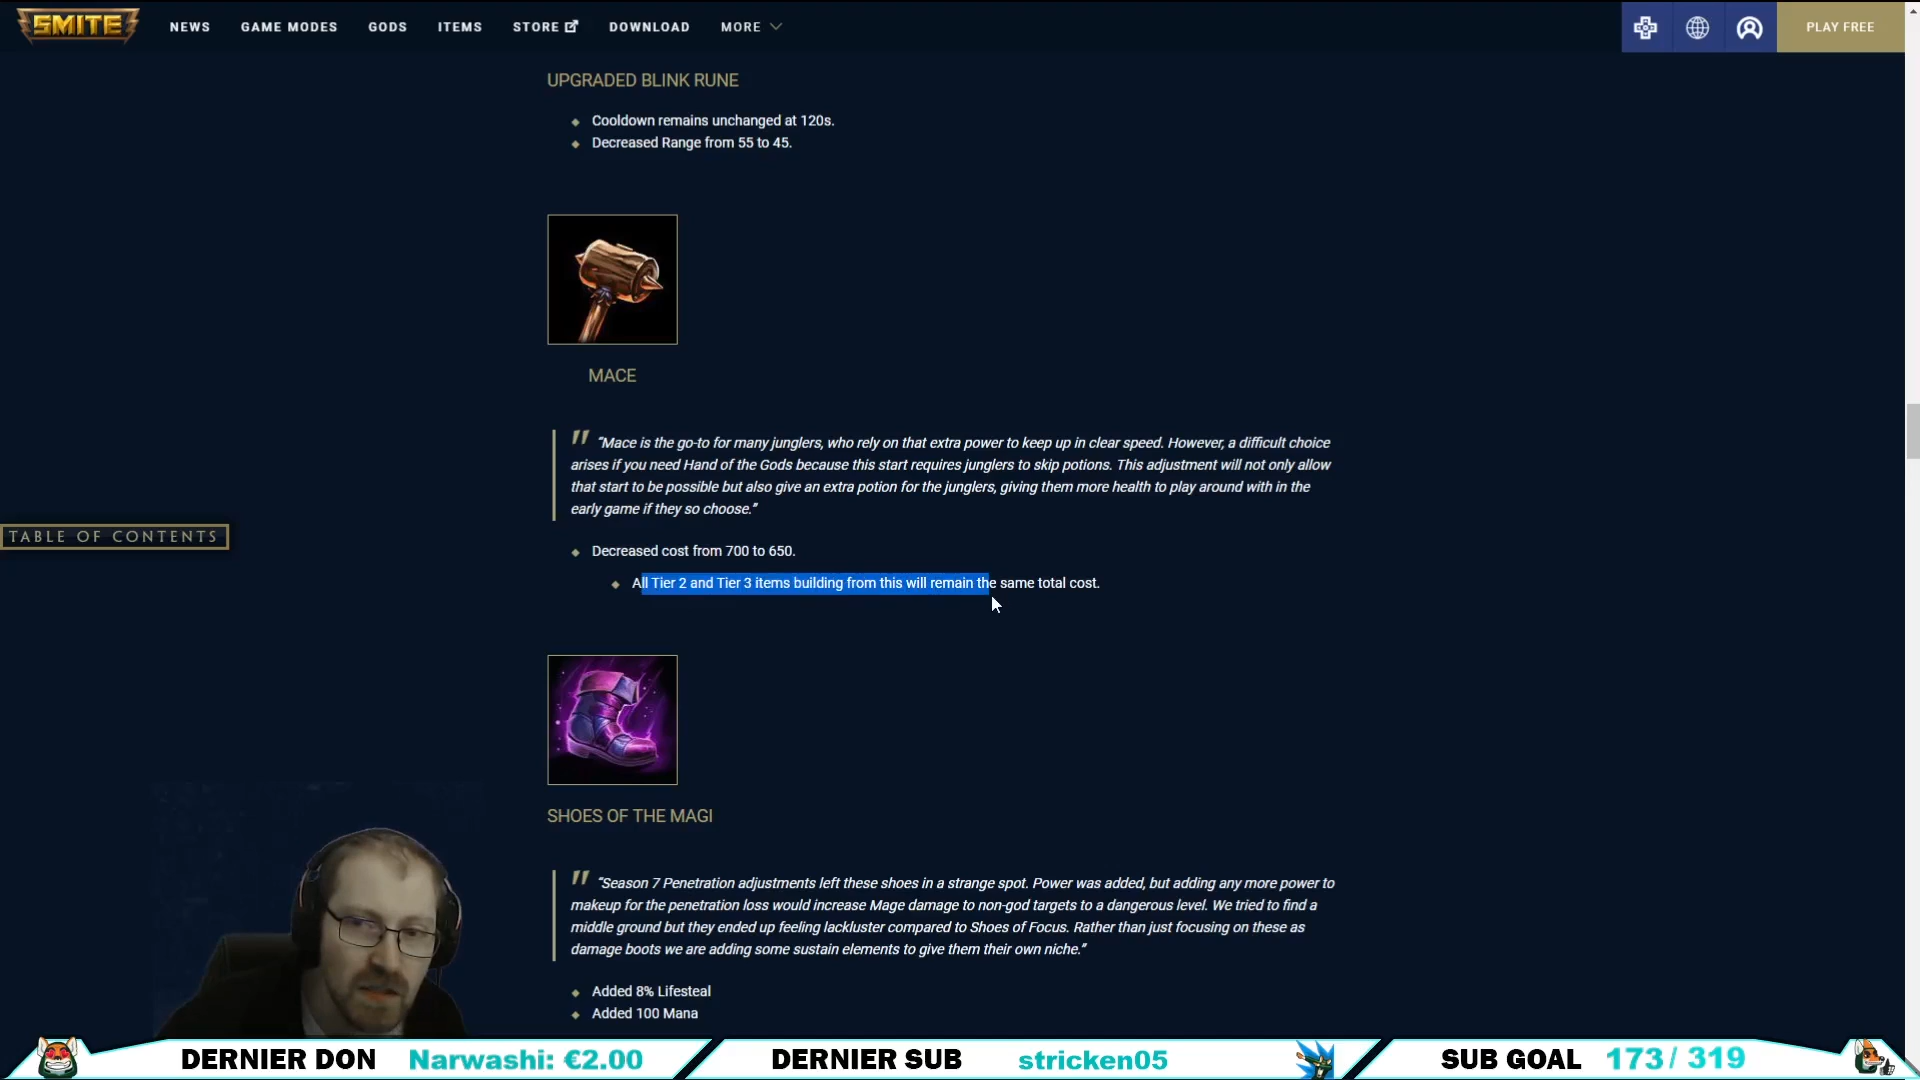 SMITE NEWS GAME MODES GODS ITEMS STORE DOWNLOAD MORE PLAY FREE
UPGRADED BLINK RUNE
Cooldown remains unchanged at 120s.
Decreased Range from 55 to 45.
MACE
" “Mace is the go-to for many junglers, who rely on that extra power to keep up in clear speed. However, a difficult choice
arises if you need Hand of the Gods because this start requires junglers to skip potions. This adjustment will not only allow
that start to be possible but also give an extra potion for the junglers, giving them more health to play around with in the
early game if they so choose.”
TABLE OF CONTENTS
Decreased cost from 700 to 650.
All Tier 2 and Tier 3 items building from this will remain the same total cost.
SHOES OF THE MAGI
" “Season 7 Penetration adjustments left these shoes in a strange spot. Power was added, but adding any more power to
makeup for the penetration loss would increase Mage damage to non-god targets to a dangerous level. We tried to find a
middle ground but they ended up feeling lackluster compared to Shoes of Focus. Rather than just focusing on these as
damage boots we are adding some sustain elements to give them their own niche.”
Added 8% Lifesteal
Added 100 Mana
DERNIER DON Narwashi: €2.00 DERNIER SUB stricken05 SUB GOAL 173 / 319